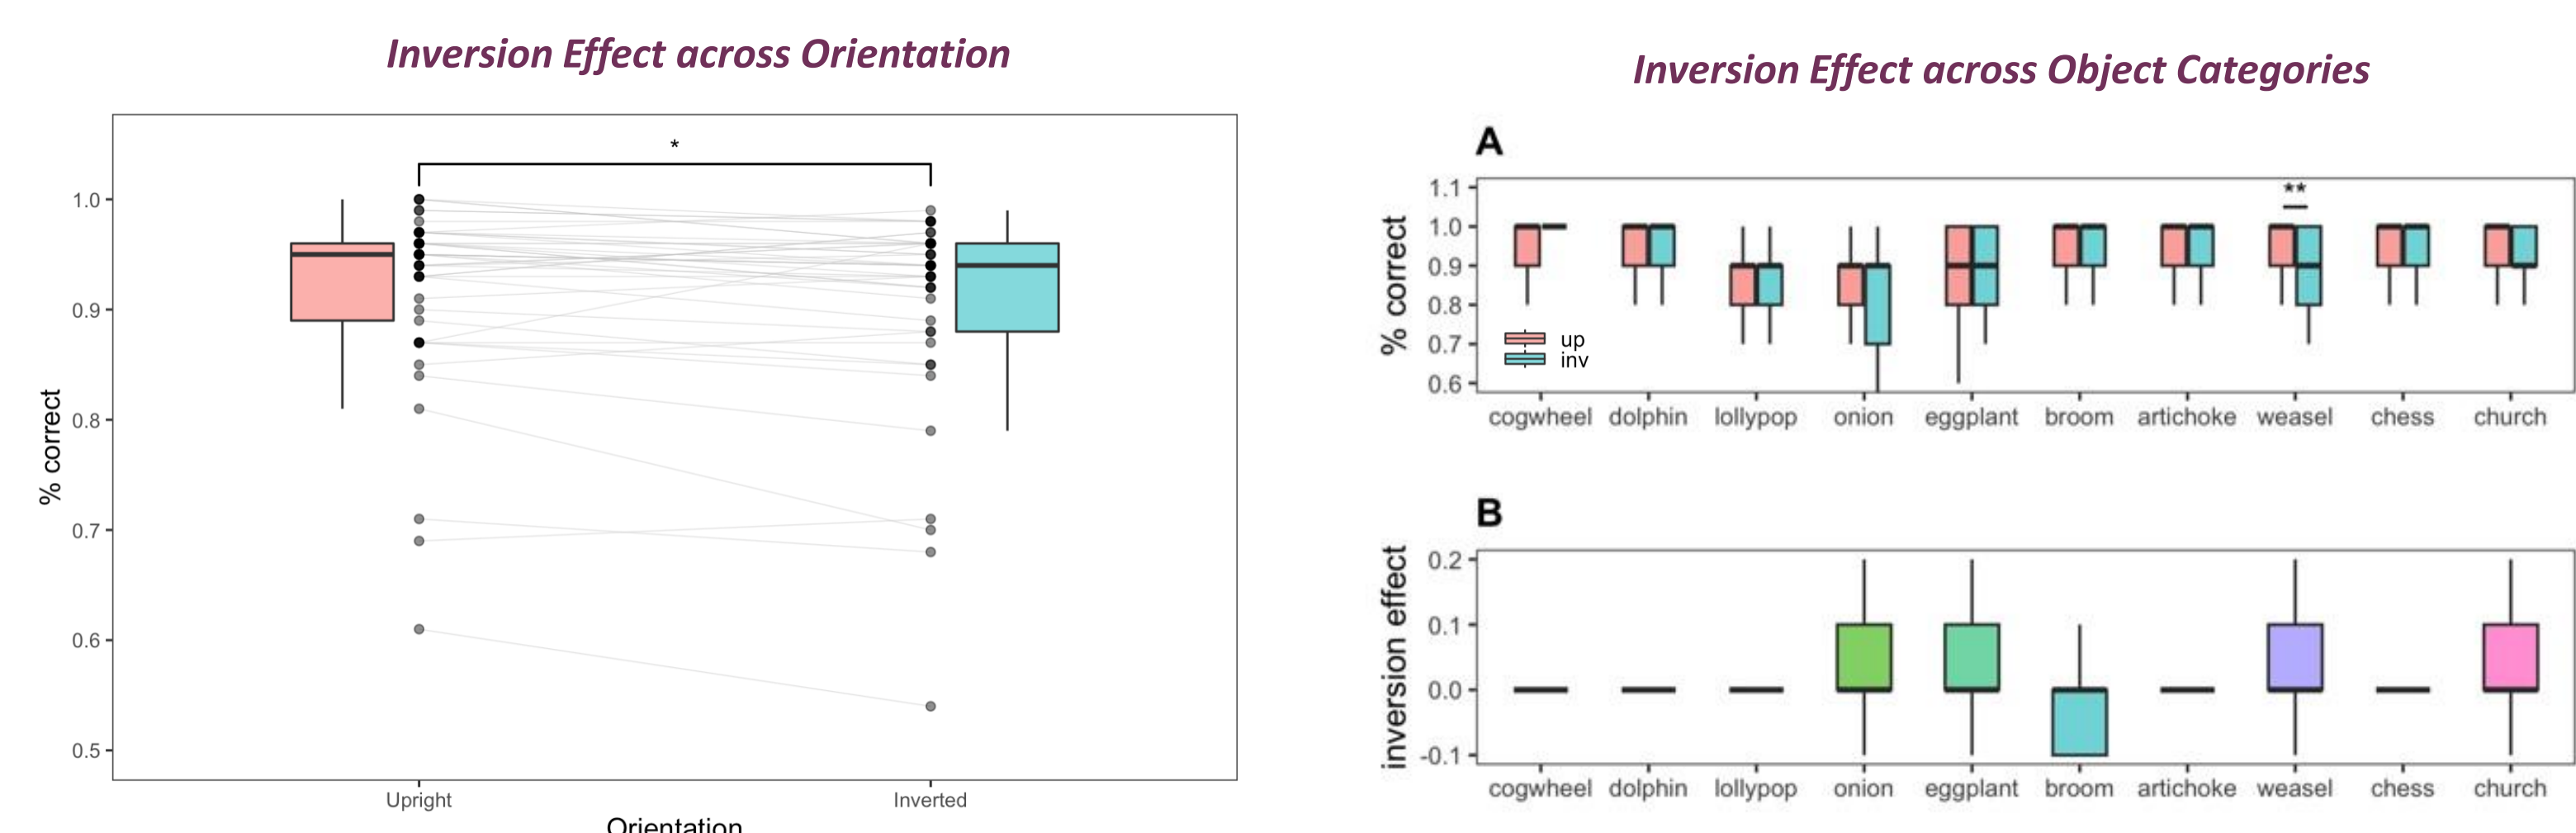 Inversion Effect across Orientation
*
1.0
0.9
0.8
0.7
0.6
0.5
% correct
Upright
Inverted
Orientation
Inversion Effect across Object Categories
A
**
1.1
1.0
0.9
0.8
0.7
0.6
% correct
up
inv
cogwheel dolphin lollypop onion eggplant broom artichoke weasel chess church
B
0.2
0.1
0.0
-0.1
inversion effect
cogwheel dolphin lollypop onion eggplant broom artichoke weasel chess church